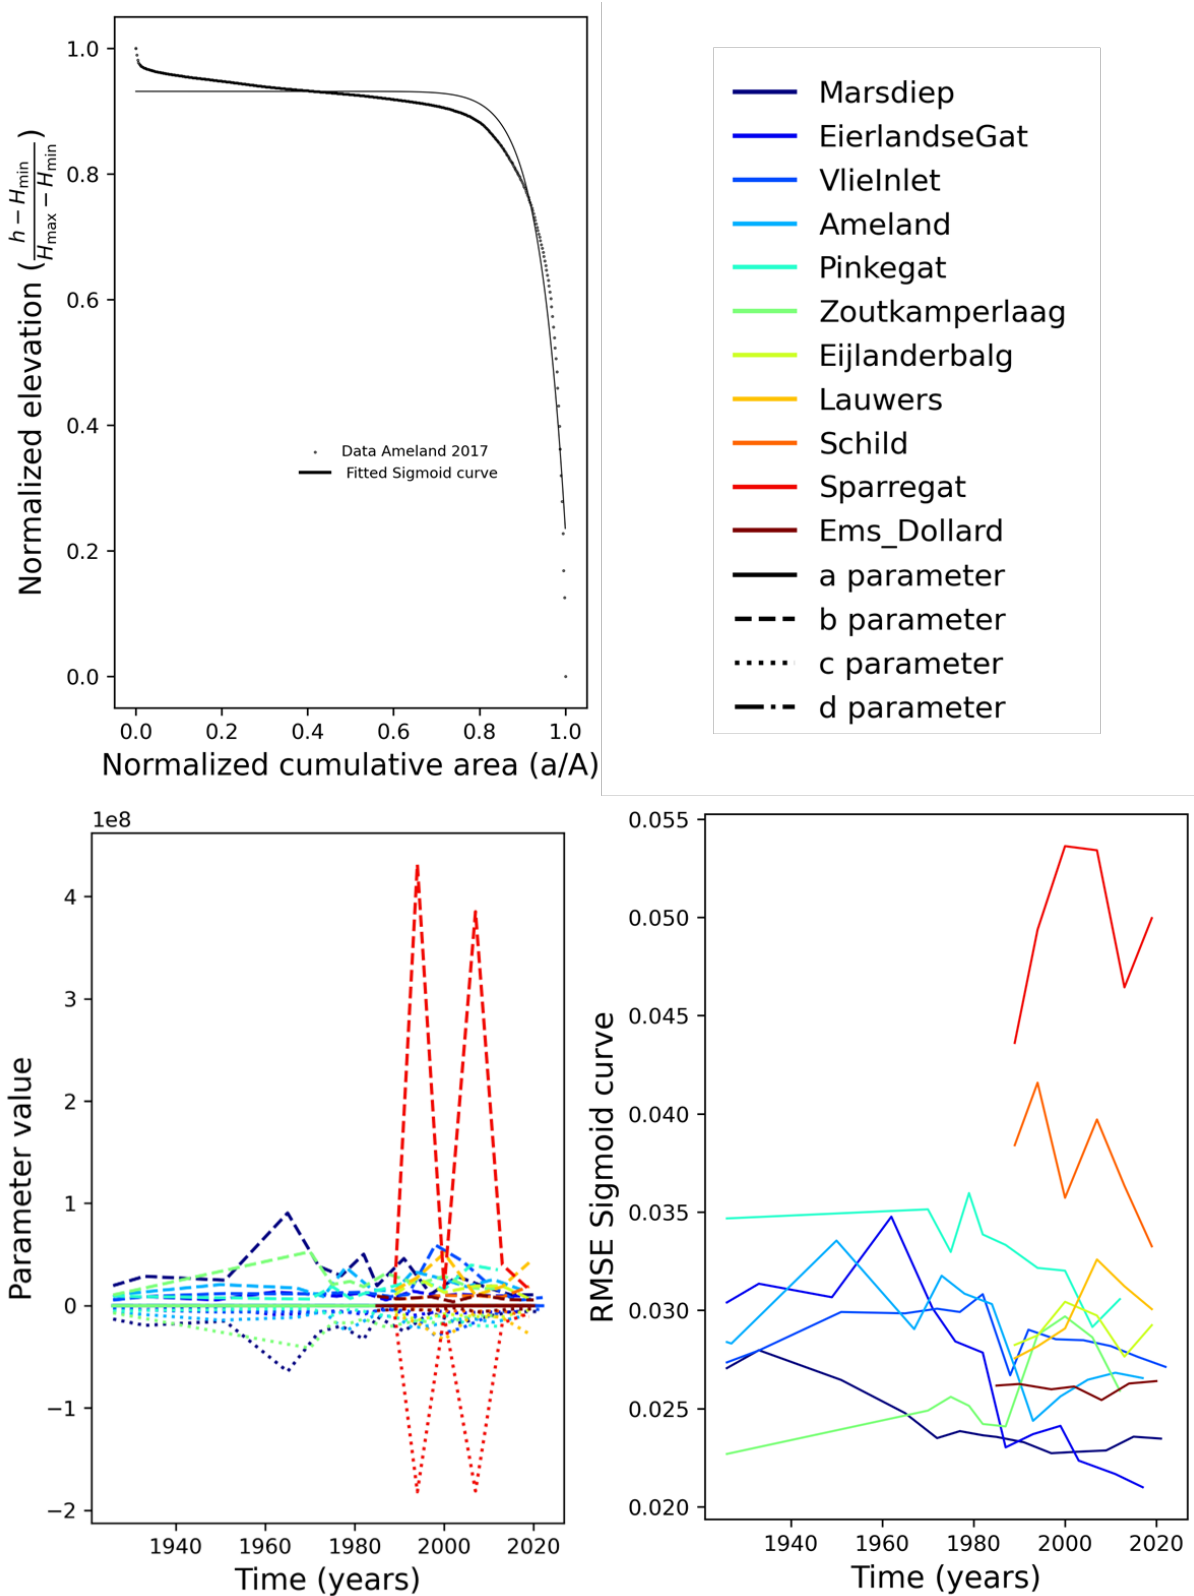 1.0
0.8
0.6
0.4
0.2
0.0
Normalized elevation ( h − Hmin / Hmax − Hmin )
Data Ameland 2017
Fitted Sigmoid curve
0.0 0.2 0.4 0.6 0.8 1.0
Normalized cumulative area (a/A)
Marsdiep
EierlandseGat
VlieInlet
Ameland
Pinkegat
Zoutkamperlaag
Eijlanderbalg
Lauwers
Schild
Sparregat
Ems_Dollard
a parameter
b parameter
c parameter
d parameter
1e8
4
3
2
1
0
−1
−2
Parameter value
1940 1960 1980 2000 2020
Time (years)
0.055
0.050
0.045
0.040
0.035
0.030
0.025
0.020
RMSE Sigmoid curve
1940 1960 1980 2000 2020
Time (years)